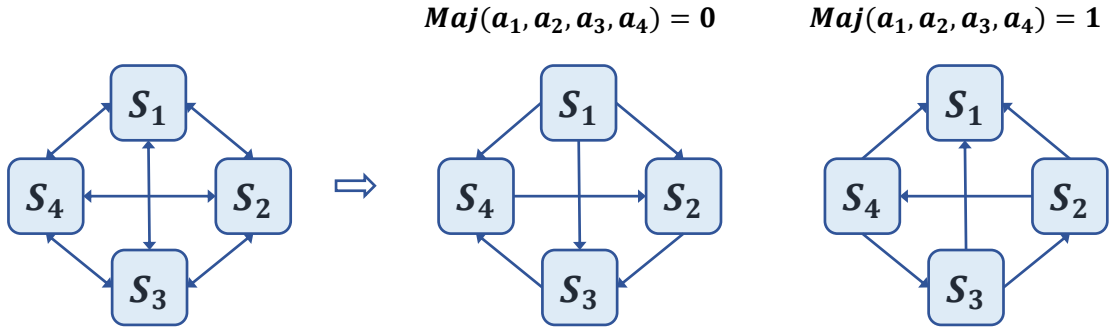 Maj(a₁, a₂, a₃, a₄) = 0
Maj(a₁, a₂, a₃, a₄) = 1
S₁
S₄
S₂
S₃
⇨
S₁
S₄
S₂
S₃
S₁
S₄
S₂
S₃